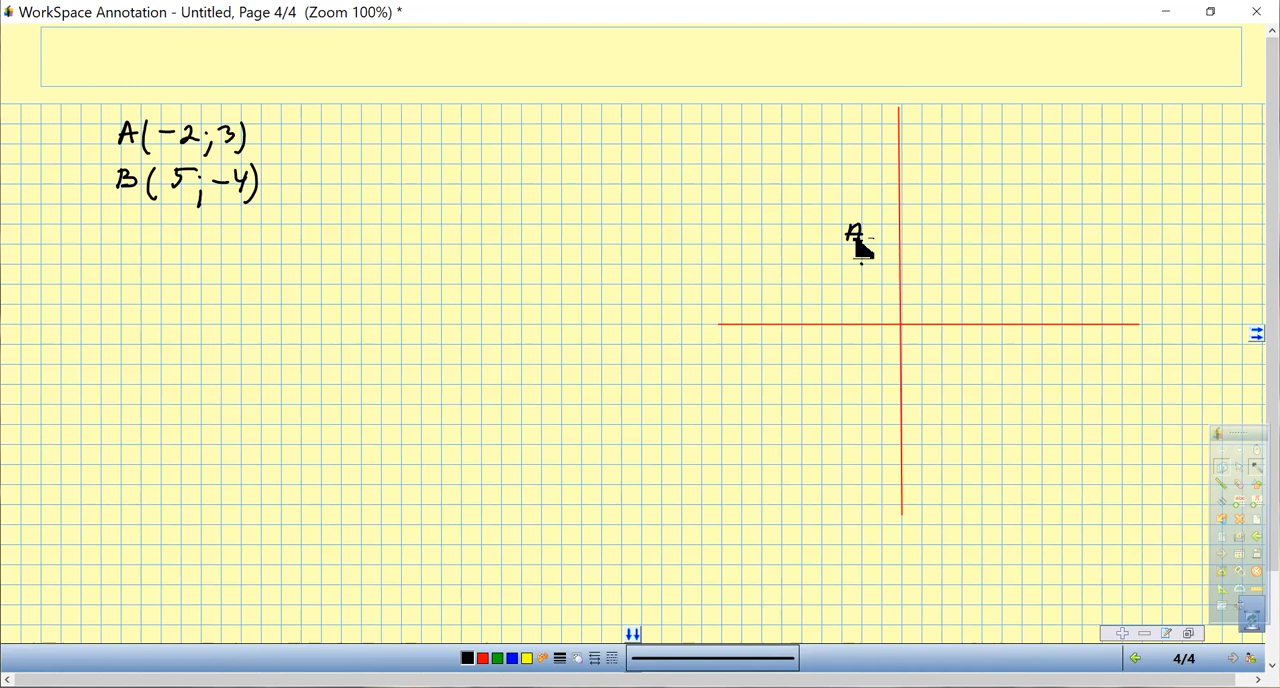 WorkSpace Annotation - Untitled, Page 4/4 (Zoom 100%) *
A(-2;3)
B(5;-4)
A
4/4